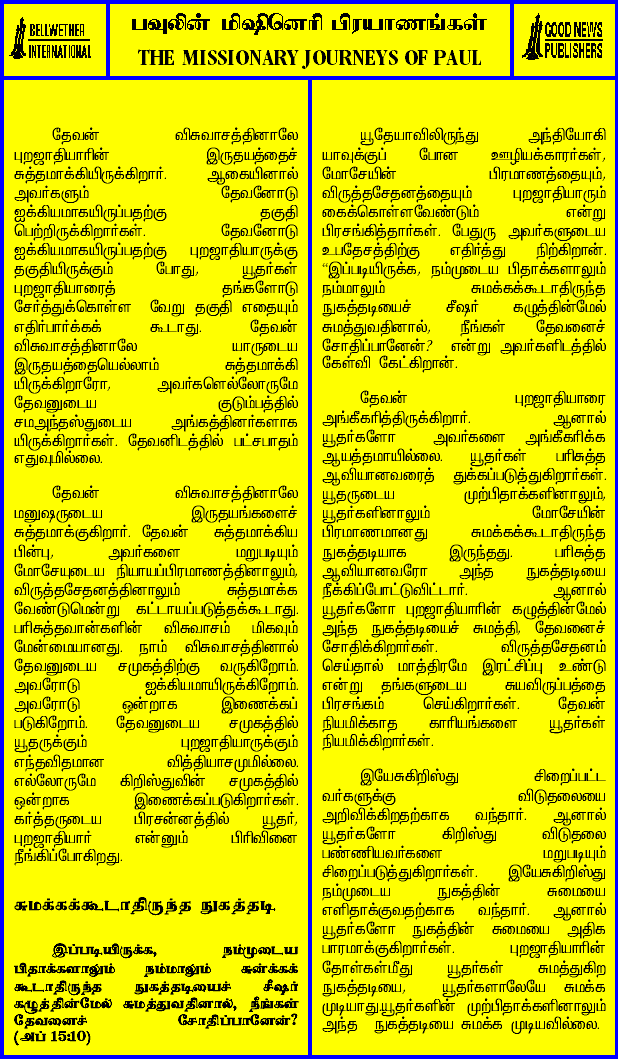 BELLWETHER
INTERNATIONAL
பவுலின் மிஷினெரி பிரயாணங்கள்
THE MISSIONARY JOURNEYS OF PAUL
GOOD NEWS
PUBLISHERS
தேவன் விசுவாசத்தினாலே
புறஜாதியாரின் இருதயத்தைச்
சுத்தமாக்கியிருக்கிறார். ஆகையினால்
அவர்களும் தேவனோடு
ஐக்கியமாகயிருப்பதற்கு தகுதி
பெற்றிருக்கிறார்கள். தேவனோடு
ஐக்கியமாகயிருப்பதற்கு புறஜாதியாருக்கு
தகுதியிருக்கும் போது, யூதர்கள்
புறஜாதியாரைத் தங்களோடு
சேர்த்துக்கொள்ள வேறு தகுதி எதையும்
எதிர்பார்க்கக் கூடாது. தேவன்
விசுவாசத்தினாலே யாருடைய
இருதயத்தையெல்லாம் சுத்தமாக்கி
யிருக்கிறாரோ, அவர்களெல்லோருமே
தேவனுடைய குடும்பத்தில்
சமஅந்தஸ்துடைய அங்கத்தினர்களாக
யிருக்கிறார்கள். தேவனிடத்தில் பட்சபாதம்
எதுவுமில்லை.
தேவன் விசுவாசத்தினாலே
மனுஷருடைய இருதயங்களைச்
சுத்தமாக்குகிறார். தேவன் சுத்தமாக்கிய
பின்பு, அவர்களை மறுபடியும்
மோசேயுடைய நியாயப்பிரமாணத்தினாலும்,
விருத்தசேதனத்தினாலும் சுத்தமாக்க
வேண்டுமென்று கட்டாயப்படுத்தக்கூடாது.
பரிசுத்தவான்களின் விசுவாசம் மிகவும்
மேன்மையானது. நாம் விசுவாசத்தினால்
தேவனுடைய சமுகத்திற்கு வருகிறோம்.
அவரோடு ஐக்கியமாயிருக்கிறோம்.
அவரோடு ஒன்றாக இணைக்கப்
படுகிறோம். தேவனுடைய சமுகத்தில்
யூதருக்கும் புறஜாதியாருக்கும்
எந்தவிதமான வித்தியாசமுமில்லை.
எல்லோருமே கிறிஸ்துவின் சமுகத்தில்
ஒன்றாக இணைக்கப்படுகிறார்கள்.
கர்த்தருடைய பிரசன்னத்தில் யூதர்,
புறஜாதியார் என்னும் பிரிவினை
நீங்கிப்போகிறது.
சுமக்கக்கூடாதிருந்த நுகத்தடி
இப்படியிருக்க, நம்முடைய
பிதாக்களாலும் நம்மாலும் சுன்க்கக்
கூடாதிருந்த நுகத்தடியைச் சீஷர்
கழுத்தின்மேல் சுமத்துவதினால், நீங்கள்
தேவனைச் சோதிப்பானேன்?
(அப் 15:10)
யூதேயாவிலிருந்து அந்தியோகி
யாவுக்குப் போன ஊழியக்காரர்கள்,
மோசேயின் பிரமாணத்தையும்,
விருத்தசேதனத்தையும் புறஜாதியாரும்
கைக்கொள்ளவேண்டும் என்று
பிரசங்கித்தார்கள். பேதுரு அவர்களுடைய
உபதேசத்திற்கு எதிர்த்து நிற்கிறான்.
“இப்படியிருக்க, நம்முடைய பிதாக்களாலும்
நம்மாலும் சுமக்கக்கூடாதிருந்த
நுகத்தடியைச் சீஷர் கழுத்தின்மேல்
சுமத்துவதினால், நீங்கள் தேவனைச்
சோதிப்பானேன்? என்று அவர்களிடத்தில்
கேள்வி கேட்கிறான்.
தேவன் புறஜாதியாரை
அங்கீகரித்திருக்கிறார். ஆனால்
யூதர்களோ அவர்களை அங்கீகரிக்க
ஆயத்தமாயில்லை. யூதர்கள் பரிசுத்த
ஆவியானவரைத் துக்கப்படுத்துகிறார்கள்.
யூதருடைய முற்பிதாக்களினாலும்,
யூதர்களினாலும் மோசேயின்
பிரமாணமானது சுமக்கக்கூடாதிருந்த
நுகத்தடியாக இருந்தது. பரிசுத்த
ஆவியானவரோ அந்த நுகத்தடியை
நீக்கிப்போட்டுவிட்டார். ஆனால்
யூதர்களோ புறஜாதியாரின் கழுத்தின்மேல்
அந்த நுகத்தடியைச் சுமத்தி, தேவனைச்
சோதிக்கிறார்கள். விருத்தசேதனம்
செய்தால் மாத்திரமே இரட்சிப்பு உண்டு
என்று தங்களுடைய சுயவிருப்பத்தை
பிரசங்கம் செய்கிறார்கள். தேவன்
நியமிக்காத காரியங்களை யூதர்கள்
நியமிக்கிறார்கள்.
இயேசுகிறிஸ்து சிறைப்பட்ட
வர்களுக்கு விடுதலையை
அறிவிக்கிறதற்காக வந்தார். ஆனால்
யூதர்களோ கிறிஸ்து விடுதலை
பண்ணியவர்களை மறுபடியும்
சிறைப்படுத்துகிறார்கள். இயேசுகிறிஸ்து
நம்முடைய நுகத்தின் சுமையை
எளிதாக்குவதற்காக வந்தார். ஆனால்
யூதர்களோ நுகத்தின் சுமையை அதிக
பாரமாக்குகிறார்கள். புறஜாதியாரின்
தோள்கள்மீது யூதர்கள் சுமத்துகிற
நுகத்தடியை, யூதர்களாலேயே சுமக்க
முடியாது.யூதர்களின் முற்பிதாக்களினாலும்
அந்த நுகத்தடியை சுமக்க முடியவில்லை.